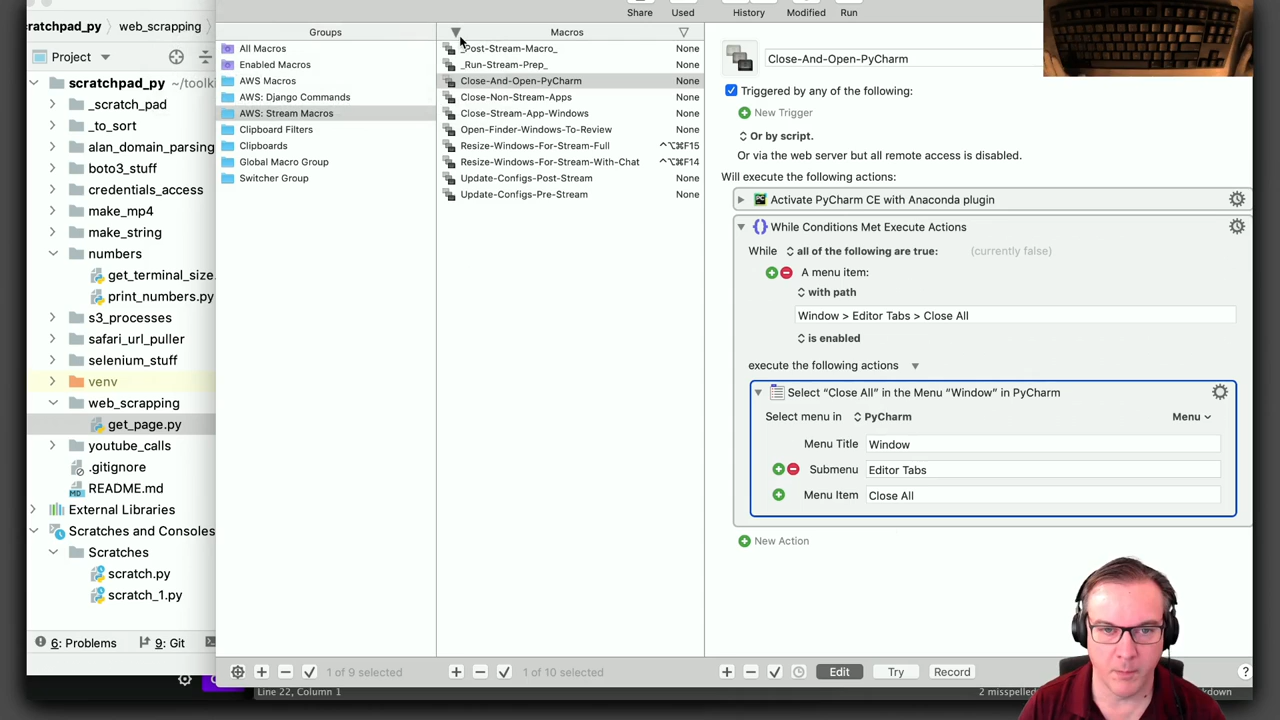 Share Used History Modified Run
ratchpad_py web_scrapping
Project
scratchpad_py ~/toolki
_scratch_pad
_to_sort
alan_domain_parsing
boto3_stuff
credentials_access
make_mp4
make_string
numbers
get_terminal_size.
print_numbers.py
s3_processes
safari_url_puller
selenium_stuff
venv
web_scrapping
get_page.py
youtube_calls
.gitignore
README.md
External Libraries
Scratches and Consoles
Scratches
scratch.py
scratch_1.py
6: Problems 9: Git
Line 22, Column 1
Groups
All Macros
Enabled Macros
AWS Macros
AWS: Django Commands
AWS: Stream Macros
Clipboard Filters
Clipboards
Global Macro Group
Switcher Group
1 of 9 selected
Macros
_Post-Stream-Macro_ None
_Run-Stream-Prep_ None
Close-And-Open-PyCharm None
Close-Non-Stream-Apps None
Close-Stream-App-Windows None
Open-Finder-Windows-To-Review None
Resize-Windows-For-Stream-Full ^⌥⌘F15
Resize-Windows-For-Stream-With-Chat ^⌥⌘F14
Update-Configs-Post-Stream None
Update-Configs-Pre-Stream None
1 of 10 selected
Close-And-Open-PyCharm
Triggered by any of the following:
New Trigger
Or by script.
Or via the web server but all remote access is disabled.
Will execute the following actions:
Activate PyCharm CE with Anaconda plugin
While Conditions Met Execute Actions
While all of the following are true: (currently false)
A menu item:
with path
Window > Editor Tabs > Close All
is enabled
execute the following actions
Select “Close All” in the Menu “Window” in PyCharm
Select menu in PyCharm Menu
Menu Title Window
Submenu Editor Tabs
Menu Item Close All
New Action
Edit Try Record ?
2 misspelled
kdown